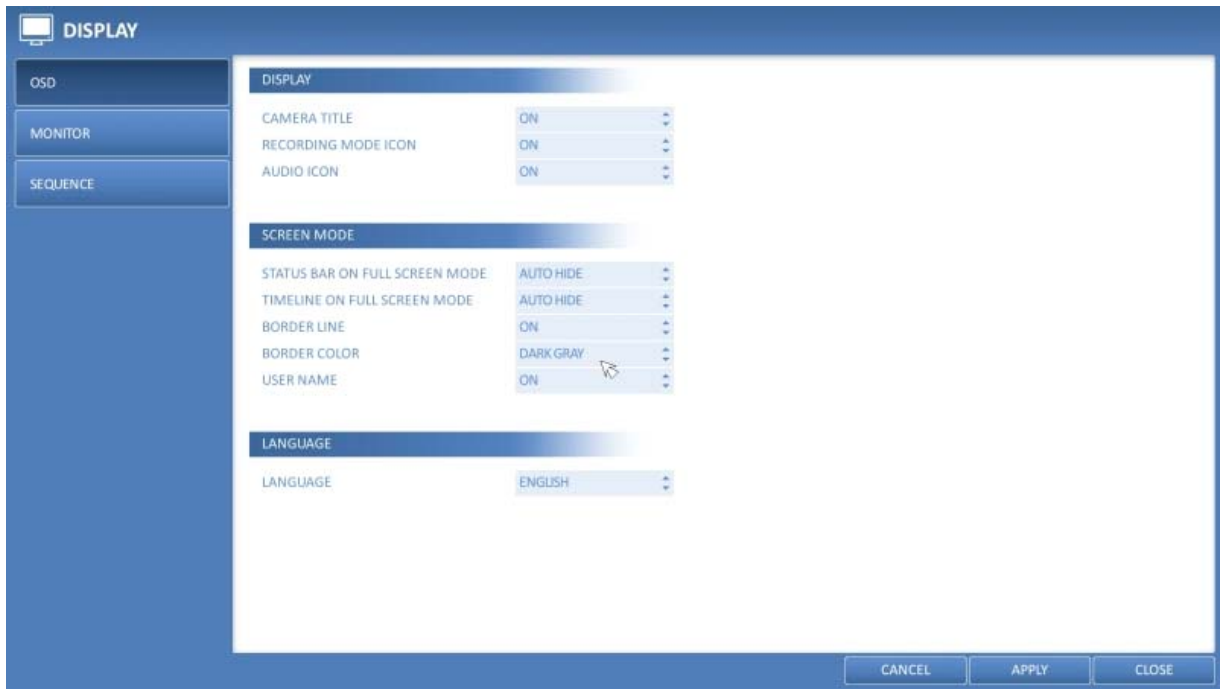 DISPLAY
OSD
MONITOR
SEQUENCE
DISPLAY
CAMERA TITLE ON
RECORDING MODE ICON ON
AUDIO ICON ON
SCREEN MODE
STATUS BAR ON FULL SCREEN MODE AUTO HIDE
TIMELINE ON FULL SCREEN MODE AUTO HIDE
BORDER LINE ON
BORDER COLOR DARK GRAY
USER NAME ON
LANGUAGE
LANGUAGE ENGLISH
CANCEL APPLY CLOSE